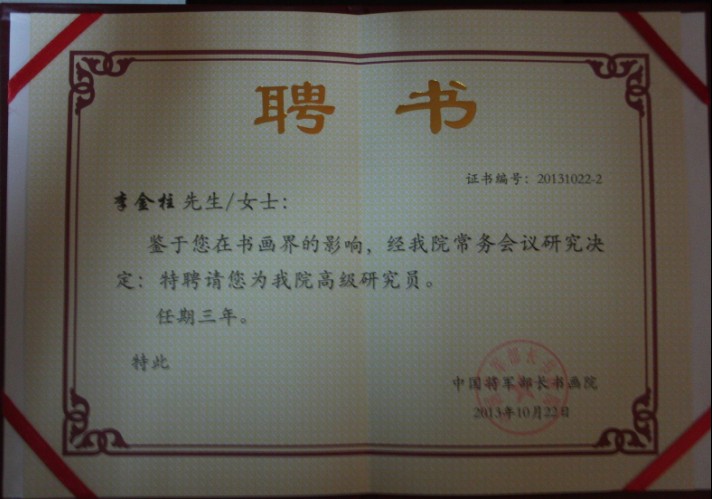 聘书
证书编号：20131022-2
李金柱 先生/女士：
鉴于您在书画界的影响，经我院常务会议研究决
定：特聘请您为我院高级研究员。
任期三年。
特此
中国将军部长书画院
2013年10月22日